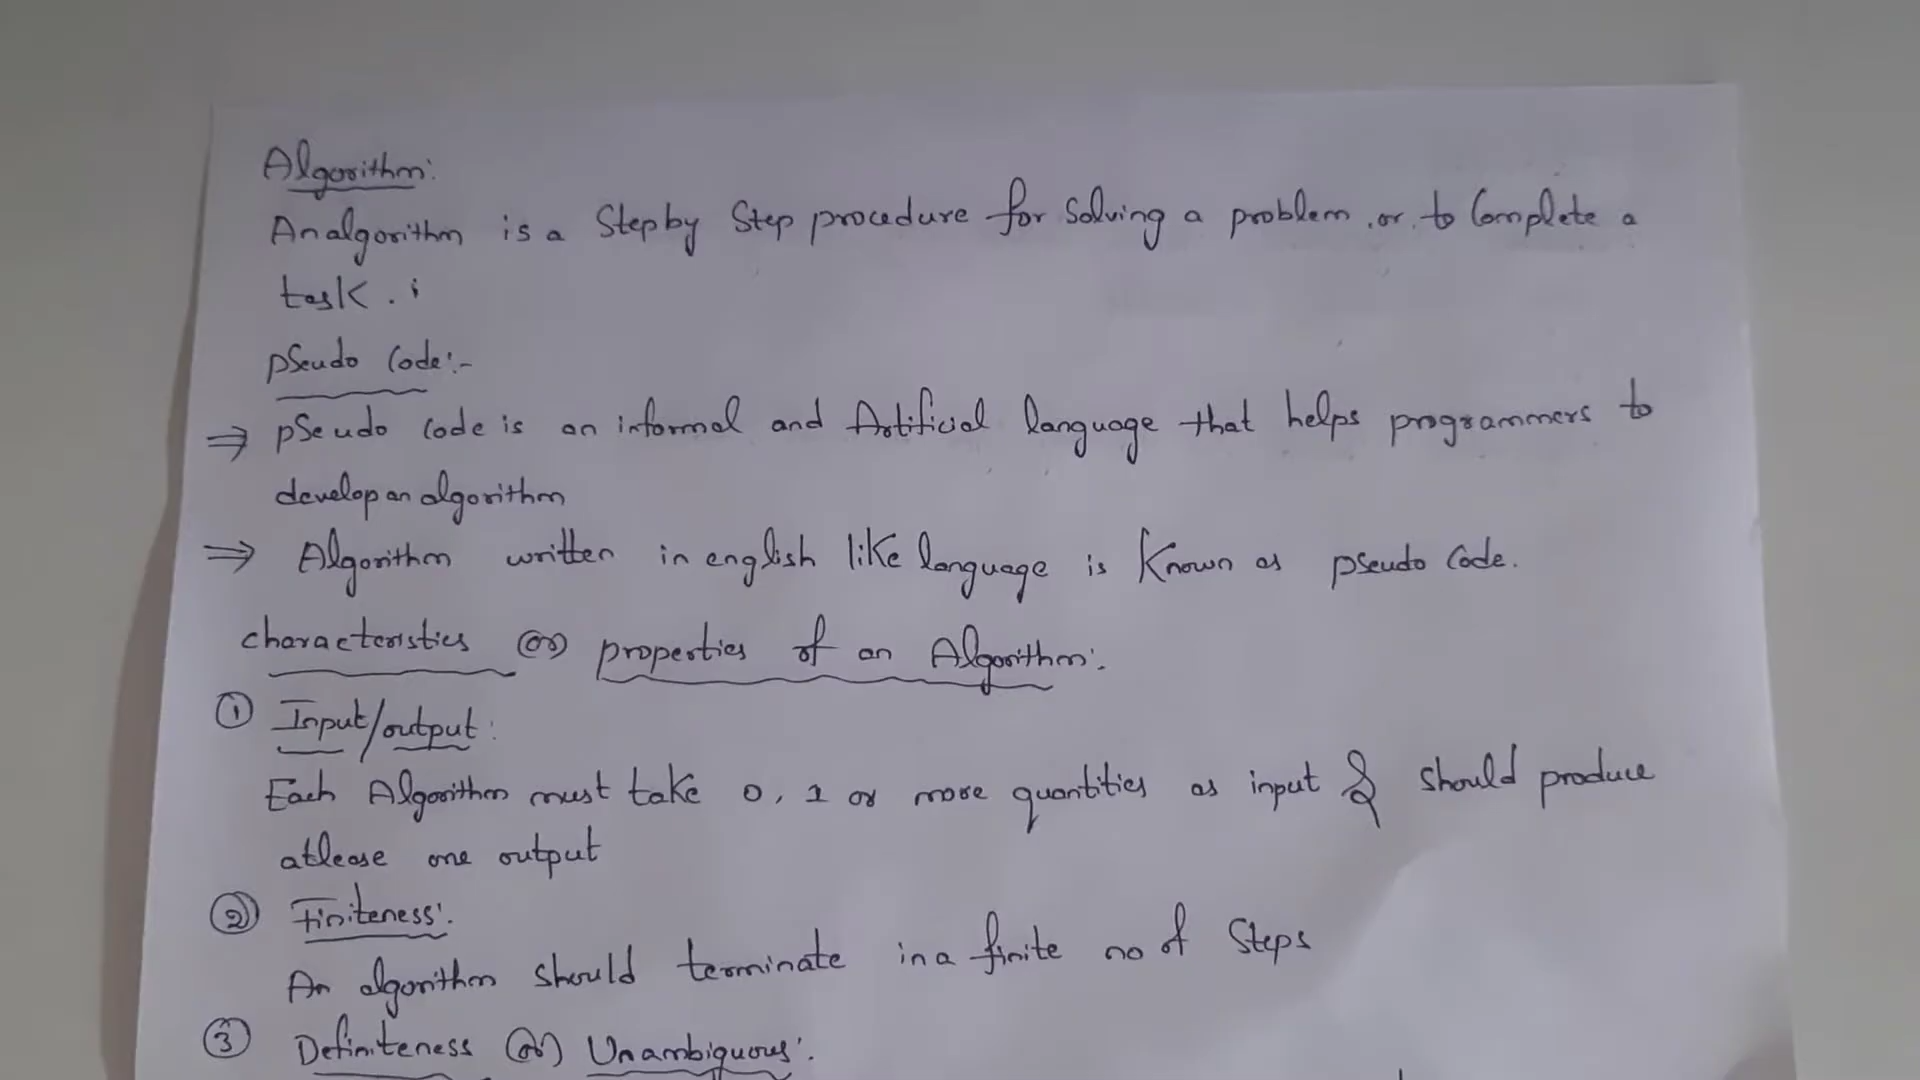 Algorithm:
An algorithm is a Step by Step procedure for Solving a problem .or. to Complete a
task . i
pseudo Code:-
⇒ pseudo Code is an informal and Artificial language that helps programmers to
develop an algorithm
⇒ Algorithm written in english like language is Known as pseudo Code.
characteristics (or) properties of an Algorithm:.
① Input/output:
Each Algorithm must take 0, 1 or more quantities as input & should produce
atlease one output
② Finiteness:.
An algorithm should terminate in a finite no of Steps
③ Definiteness (or) Unambiguous:.